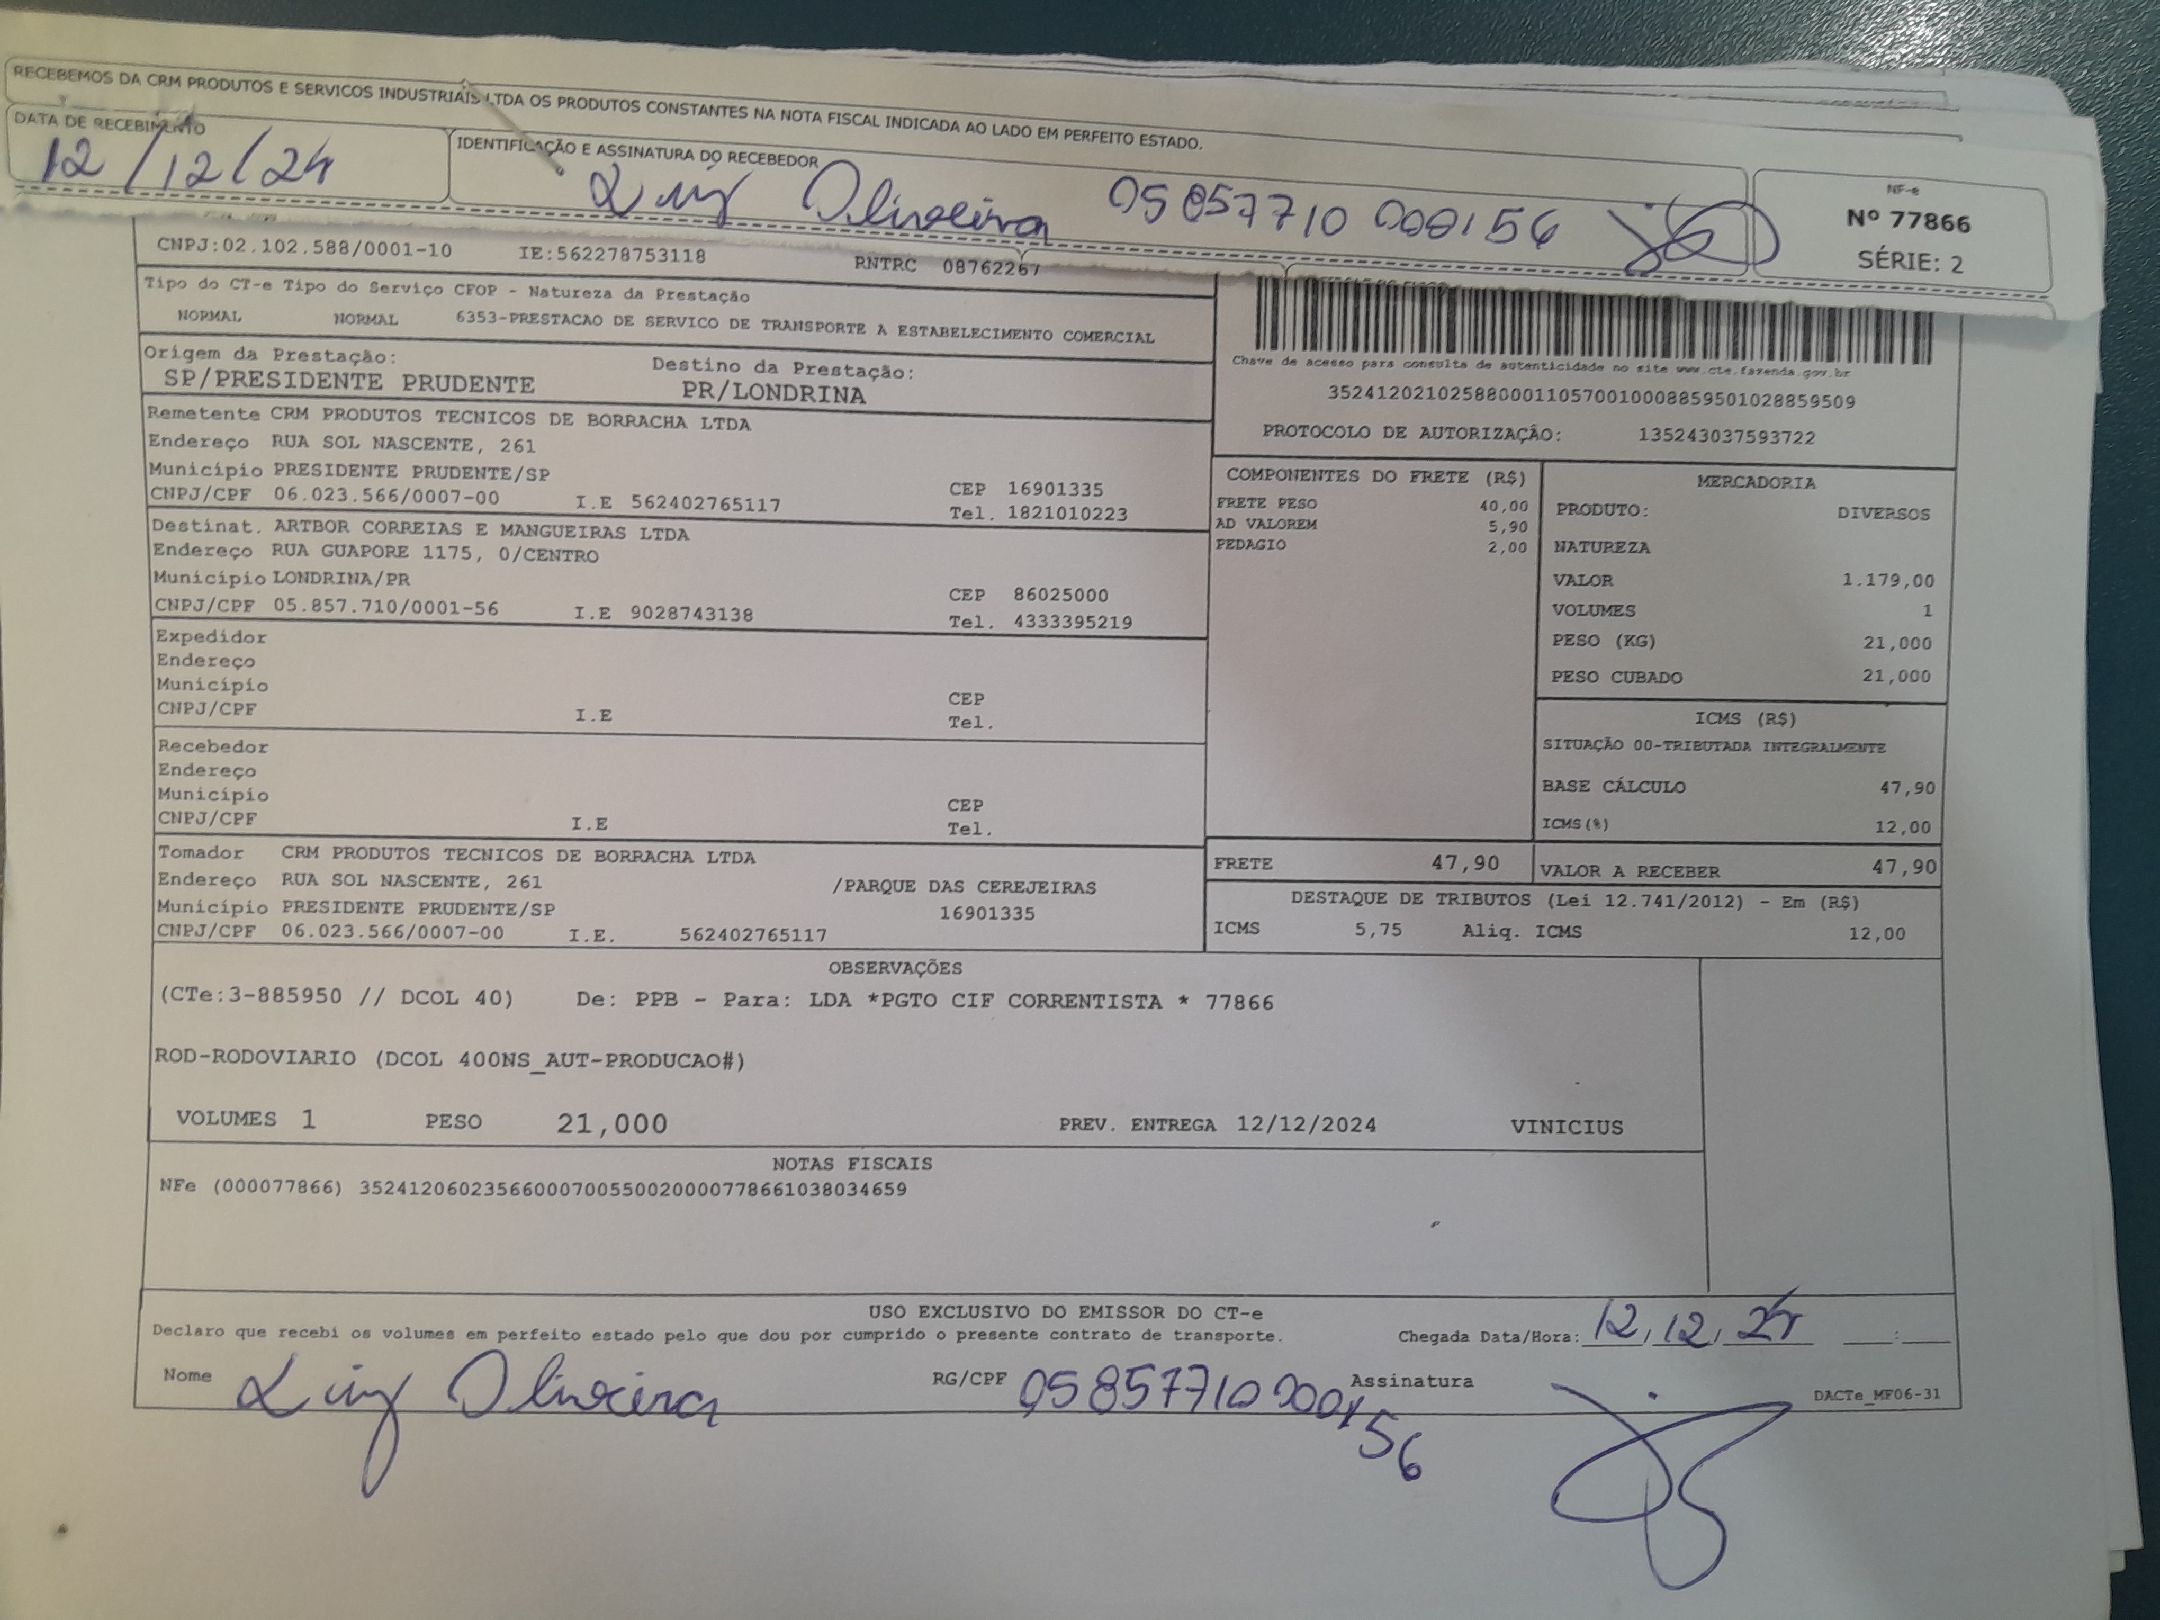 RECEBEMOS DA CRM PRODUTOS E SERVICOS INDUSTRIAIS LTDA OS PRODUTOS CONSTANTES NA NOTA FISCAL INDICADA AO LADO EM PERFEITO ESTADO.
DATA DE RECEBIMENTO
12/12/24
IDENTIFICAÇÃO E ASSINATURA DO RECEBEDOR
Luiz Oliveira 05857710 000156
NF-e
Nº 77866
SÉRIE: 2
CNPJ:02.102.588/0001-10 IE:562278753118 RNTRC 08762267
Tipo do CT-e Tipo do Serviço CFOP - Natureza da Prestação
NORMAL NORMAL 6353-PRESTACAO DE SERVICO DE TRANSPORTE A ESTABELECIMENTO COMERCIAL
Origem da Prestação: Destino da Prestação:
SP/PRESIDENTE PRUDENTE PR/LONDRINA
Chave de acesso para consulta de autenticidade no site www.cte.fazenda.gov.br
35241202102588000110570010008859501028859509
PROTOCOLO DE AUTORIZAÇÃO: 135243037593722
Remetente CRM PRODUTOS TECNICOS DE BORRACHA LTDA
Endereço RUA SOL NASCENTE, 261
Município PRESIDENTE PRUDENTE/SP CEP 16901335
CNPJ/CPF 06.023.566/0007-00 I.E 562402765117 Tel. 1821010223
Destinat. ARTBOR CORREIAS E MANGUEIRAS LTDA
Endereço RUA GUAPORE 1175, 0/CENTRO
Município LONDRINA/PR CEP 86025000
CNPJ/CPF 05.857.710/0001-56 I.E 9028743138 Tel. 4333395219
Expedidor
Endereço
Município CEP
CNPJ/CPF I.E Tel.
Recebedor
Endereço
Município CEP
CNPJ/CPF I.E Tel.
Tomador CRM PRODUTOS TECNICOS DE BORRACHA LTDA
Endereço RUA SOL NASCENTE, 261 /PARQUE DAS CEREJEIRAS
Município PRESIDENTE PRUDENTE/SP 16901335
CNPJ/CPF 06.023.566/0007-00 I.E. 562402765117
COMPONENTES DO FRETE (R$)
FRETE PESO 40,00
AD VALOREM 5,90
PEDAGIO 2,00
MERCADORIA
PRODUTO: DIVERSOS
NATUREZA
VALOR 1.179,00
VOLUMES 1
PESO (KG) 21,000
PESO CUBADO 21,000
ICMS (R$)
SITUAÇÃO 00-TRIBUTADA INTEGRALMENTE
BASE CÁLCULO 47,90
ICMS(%) 12,00
FRETE 47,90 VALOR A RECEBER 47,90
DESTAQUE DE TRIBUTOS (Lei 12.741/2012) - Em (R$)
ICMS 5,75 Aliq. ICMS 12,00
OBSERVAÇÕES
(CTe:3-885950 // DCOL 40) De: PPB - Para: LDA *PGTO CIF CORRENTISTA * 77866
ROD-RODOVIARIO (DCOL 400NS_AUT-PRODUCAO#)
VOLUMES 1 PESO 21,000 PREV. ENTREGA 12/12/2024 VINICIUS
NOTAS FISCAIS
NFe (000077866) 35241206023566000700550020000778661038034659
USO EXCLUSIVO DO EMISSOR DO CT-e
Declaro que recebi os volumes em perfeito estado pelo que dou por cumprido o presente contrato de transporte. Chegada Data/Hora: 12/12/24 __:__
Nome Luiz Oliveira RG/CPF 05857710000156 Assinatura
DACTe_MF06-31